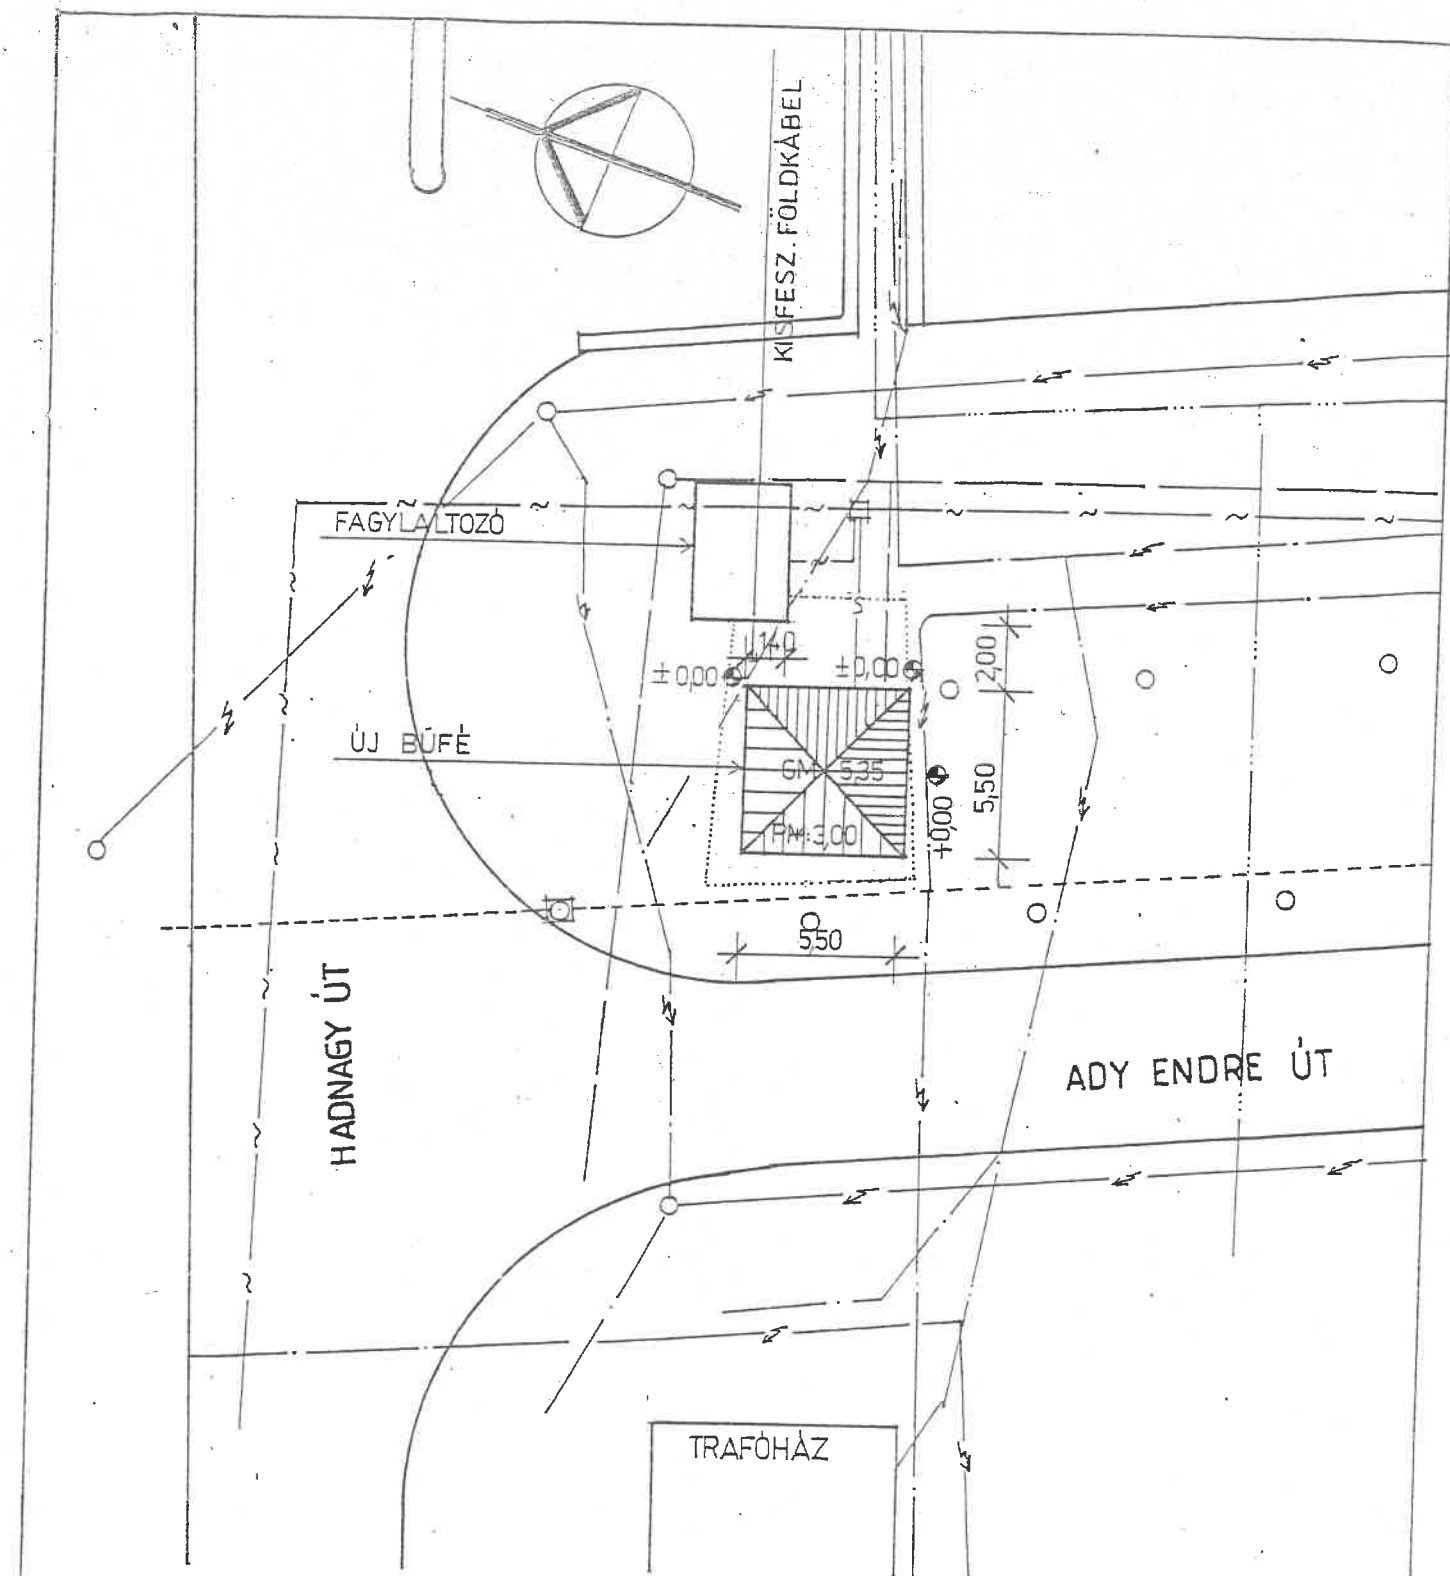 KISFESZ. FÖLDKÁBEL
FAGYLALTOZÓ
1,40
±0,00
±0,00
2,00
ÚJ BÜFÉ
GM 5,35
5,50
±0,00
PM:3,00
5,50
HADNAGY ÚT
ADY ENDRE ÚT
TRAFÓHÁZ